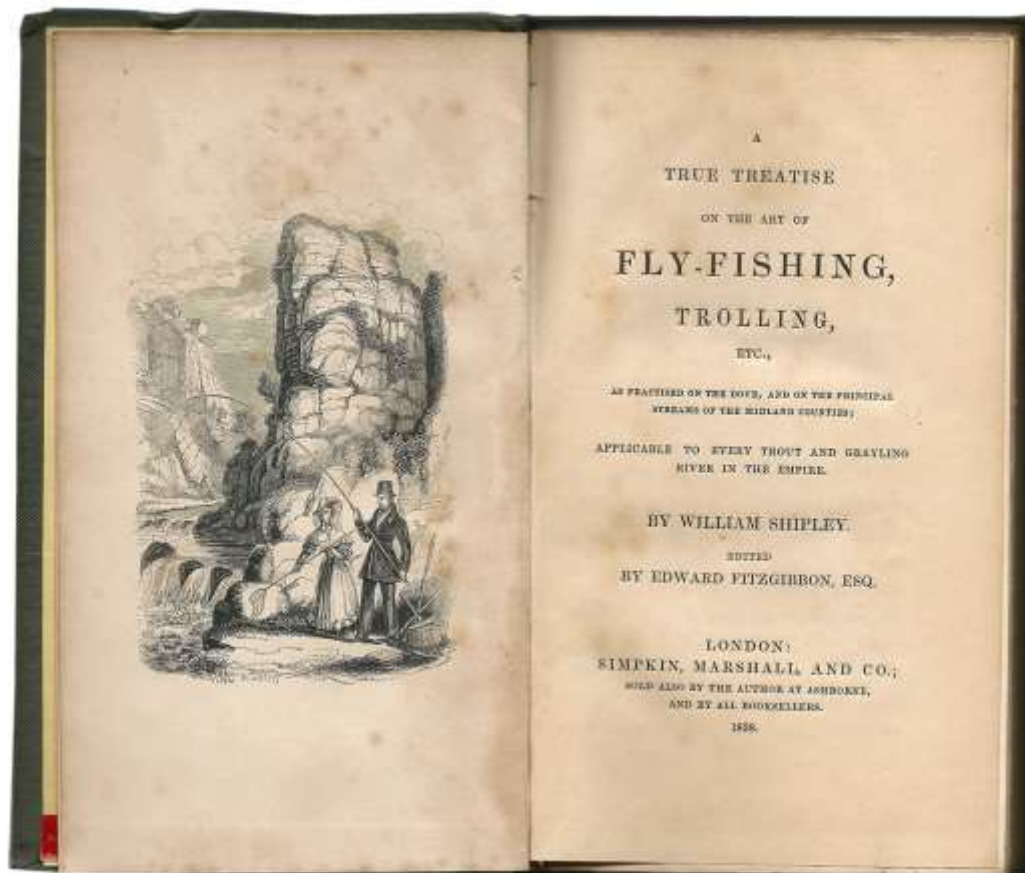 A
TRUE TREATISE
ON THE ART OF
FLY-FISHING,
TROLLING,
ETC.,
AS PRACTISED ON THE DOVE, AND ON THE PRINCIPAL
STREAMS OF THE MIDLAND COUNTIES;
APPLICABLE TO EVERY TROUT AND GRAYLING
RIVER IN THE EMPIRE.
BY WILLIAM SHIPLEY.
EDITED
BY EDWARD FITZGIBBON, ESQ.
LONDON:
SIMPKIN, MARSHALL, AND CO.;
SOLD ALSO BY THE AUTHOR AT ASHBORNE,
AND BY ALL BOOKSELLERS.
1838.